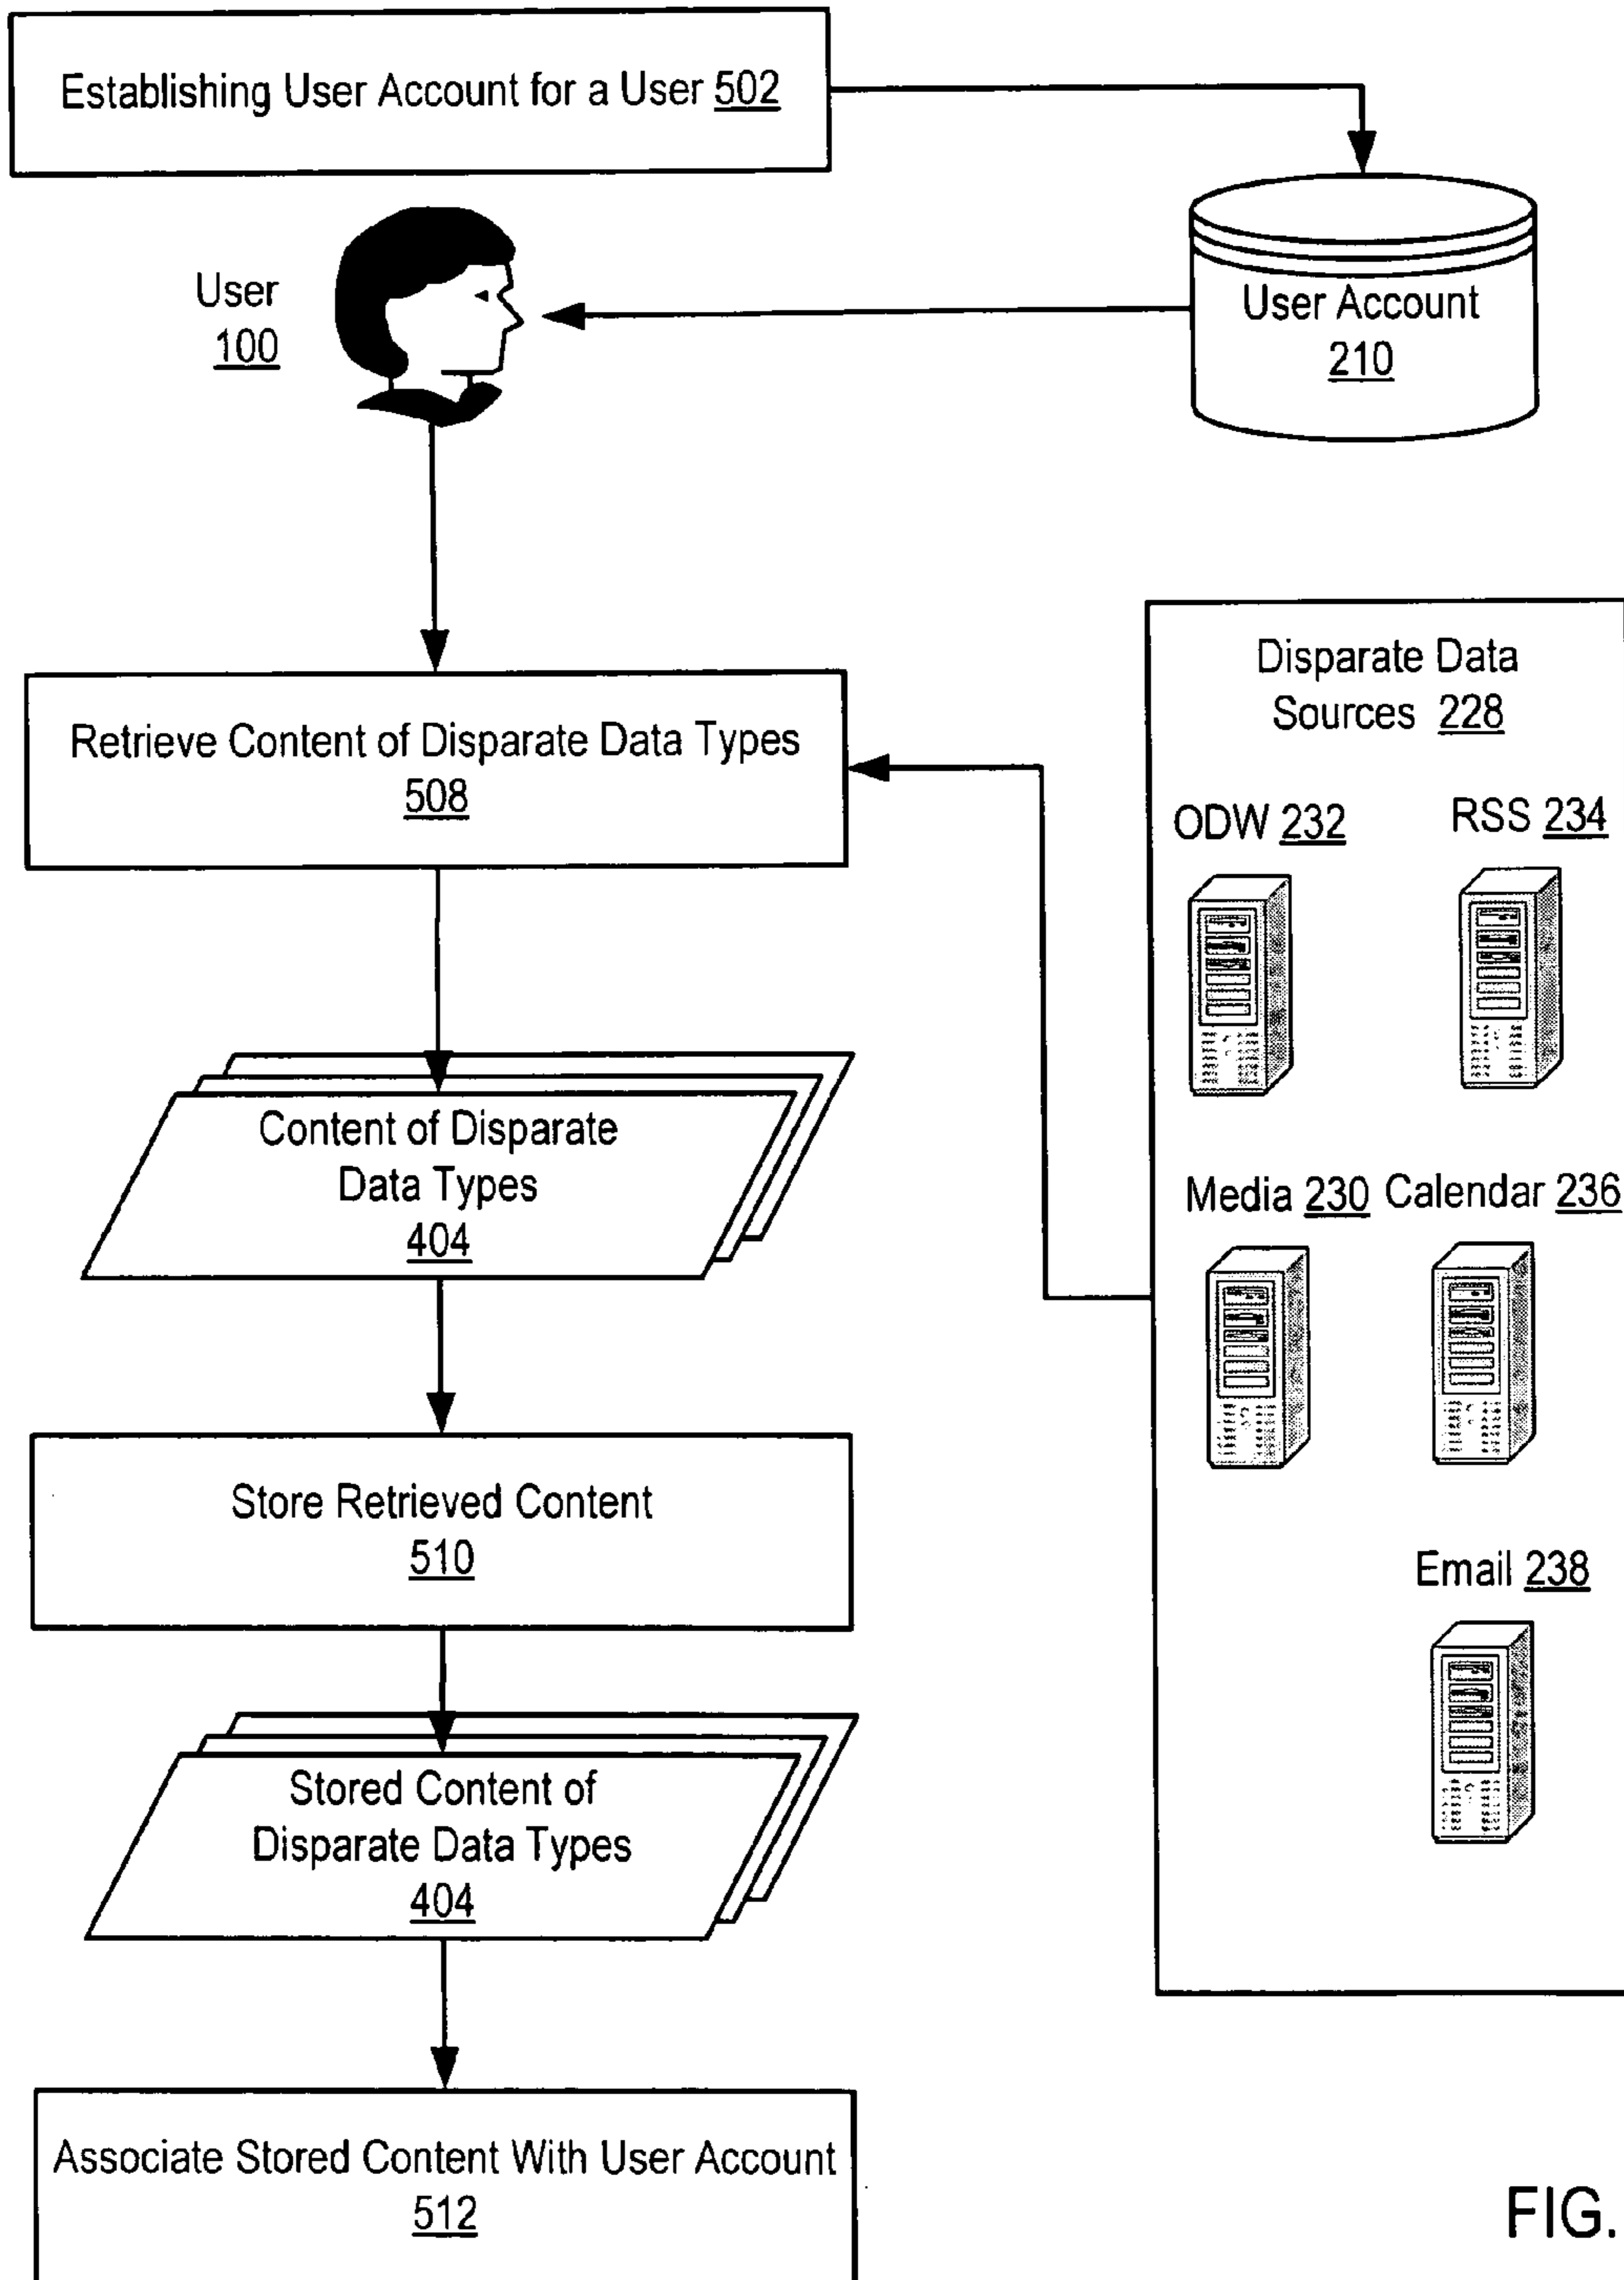 Establishing User Account for a User 502
User
100
User Account
210
Disparate Data
Sources 228
Retrieve Content of Disparate Data Types
508
ODW 232
RSS 234
Content of Disparate
Data Types
404
Media 230
Calendar 236
Store Retrieved Content
510
Email 238
Stored Content of
Disparate Data Types
404
Associate Stored Content With User Account
512
FIG.